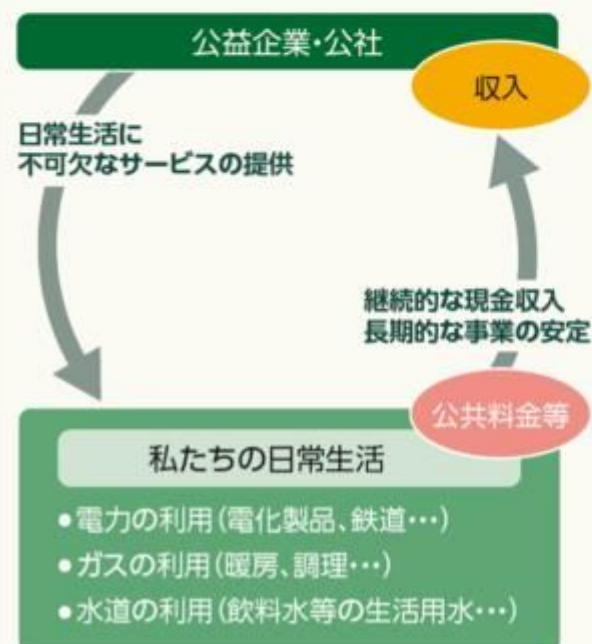 公益企業・公社
収入
日常生活に
不可欠なサービスの提供
継続的な現金収入
長期的な事業の安定
公共料金等
私たちの日常生活
●電力の利用(電化製品、鉄道…)
●ガスの利用(暖房、調理…)
●水道の利用(飲料水等の生活用水…)